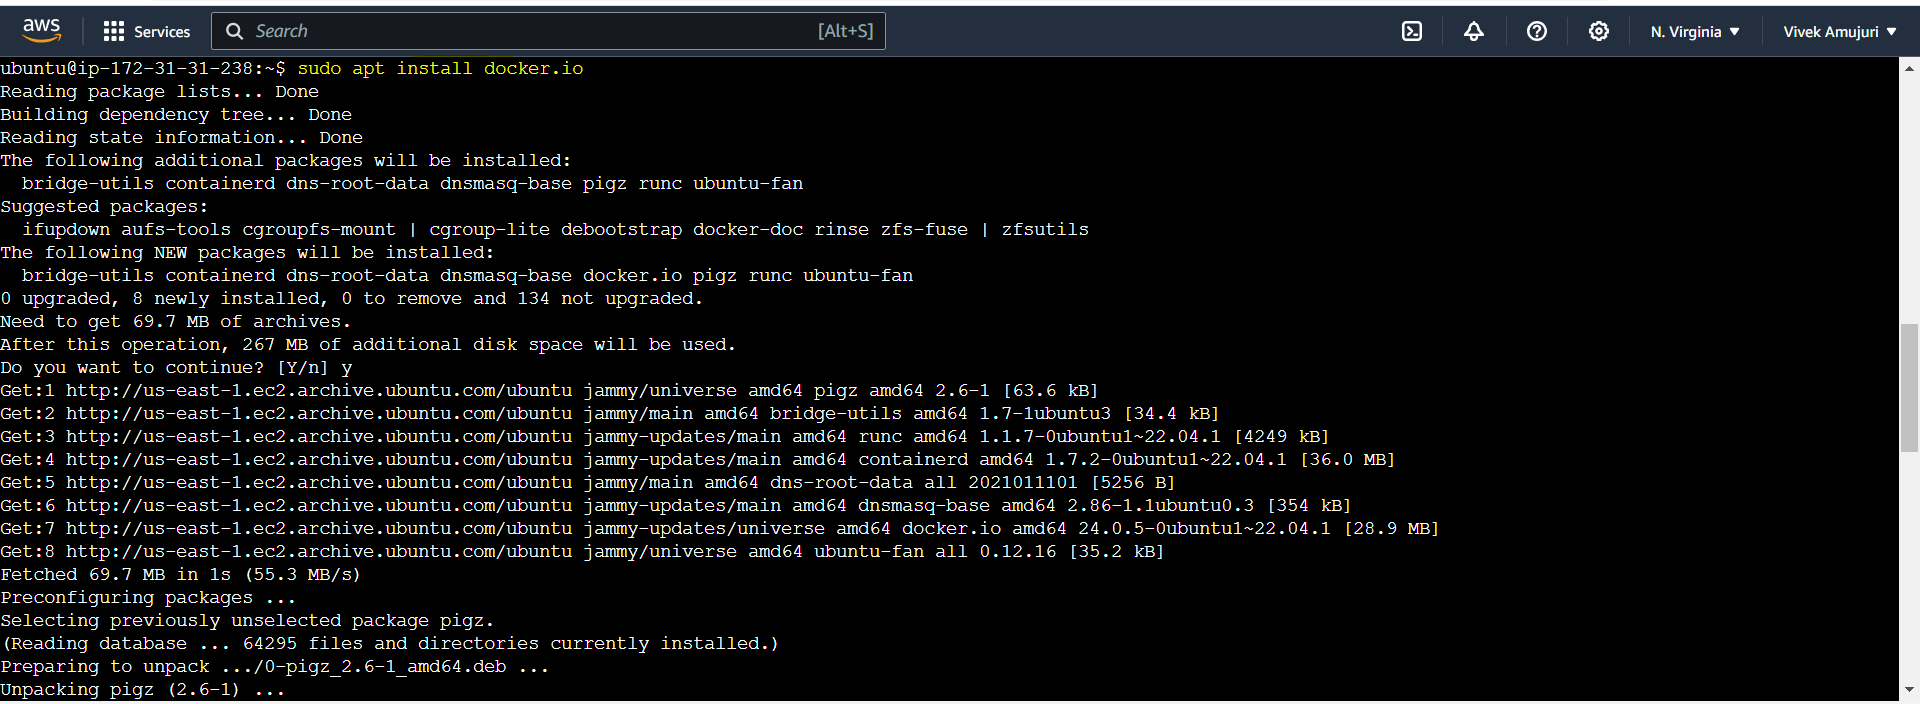 aws Services Search [Alt+S] N. Virginia Vivek Amujuri
ubuntu@ip-172-31-31-238:~$ sudo apt install docker.io
Reading package lists... Done
Building dependency tree... Done
Reading state information... Done
The following additional packages will be installed:
  bridge-utils containerd dns-root-data dnsmasq-base pigz runc ubuntu-fan
Suggested packages:
  ifupdown aufs-tools cgroupfs-mount | cgroup-lite debootstrap docker-doc rinse zfs-fuse | zfsutils
The following NEW packages will be installed:
  bridge-utils containerd dns-root-data dnsmasq-base docker.io pigz runc ubuntu-fan
0 upgraded, 8 newly installed, 0 to remove and 134 not upgraded.
Need to get 69.7 MB of archives.
After this operation, 267 MB of additional disk space will be used.
Do you want to continue? [Y/n] y
Get:1 http://us-east-1.ec2.archive.ubuntu.com/ubuntu jammy/universe amd64 pigz amd64 2.6-1 [63.6 kB]
Get:2 http://us-east-1.ec2.archive.ubuntu.com/ubuntu jammy/main amd64 bridge-utils amd64 1.7-1ubuntu3 [34.4 kB]
Get:3 http://us-east-1.ec2.archive.ubuntu.com/ubuntu jammy-updates/main amd64 runc amd64 1.1.7-0ubuntu1~22.04.1 [4249 kB]
Get:4 http://us-east-1.ec2.archive.ubuntu.com/ubuntu jammy-updates/main amd64 containerd amd64 1.7.2-0ubuntu1~22.04.1 [36.0 MB]
Get:5 http://us-east-1.ec2.archive.ubuntu.com/ubuntu jammy/main amd64 dns-root-data all 2021011101 [5256 B]
Get:6 http://us-east-1.ec2.archive.ubuntu.com/ubuntu jammy-updates/main amd64 dnsmasq-base amd64 2.86-1.1ubuntu0.3 [354 kB]
Get:7 http://us-east-1.ec2.archive.ubuntu.com/ubuntu jammy-updates/universe amd64 docker.io amd64 24.0.5-0ubuntu1~22.04.1 [28.9 MB]
Get:8 http://us-east-1.ec2.archive.ubuntu.com/ubuntu jammy/universe amd64 ubuntu-fan all 0.12.16 [35.2 kB]
Fetched 69.7 MB in 1s (55.3 MB/s)
Preconfiguring packages ...
Selecting previously unselected package pigz.
(Reading database ... 64295 files and directories currently installed.)
Preparing to unpack .../0-pigz_2.6-1_amd64.deb ...
Unpacking pigz (2.6-1) ...